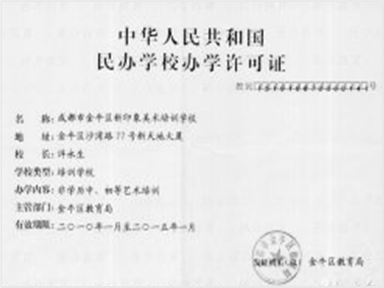 中华人民共和国
民办学校办学许可证
教民 号
名 称: 成都市金牛区新印象美术培训学校
地 址: 金牛区沙湾路77号新天地大厦
校 长: 许永生
学校类型: 培训学校
办学内容: 非学历中、初等艺术培训
主管部门: 金牛区教育局
有效期限: 二〇一〇年一月至二〇一五年一月
发证机关(章) 金牛区教育局